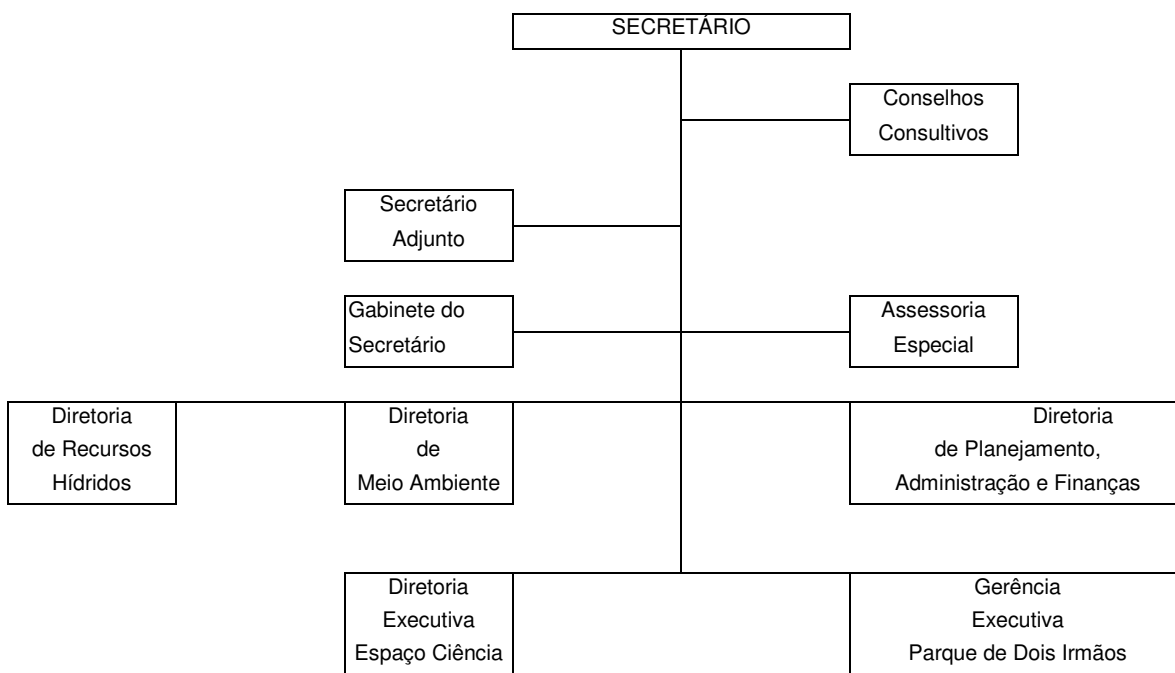 SECRETÁRIO
Conselhos
Consultivos
Secretário
Adjunto
Gabinete do
Secretário
Assessoria
Especial
Diretoria
de Recursos
Hídridos
Diretoria
de
Meio Ambiente
Diretoria
de Planejamento,
Administração e Finanças
Diretoria
Executiva
Espaço Ciência
Gerência
Executiva
Parque de Dois Irmãos